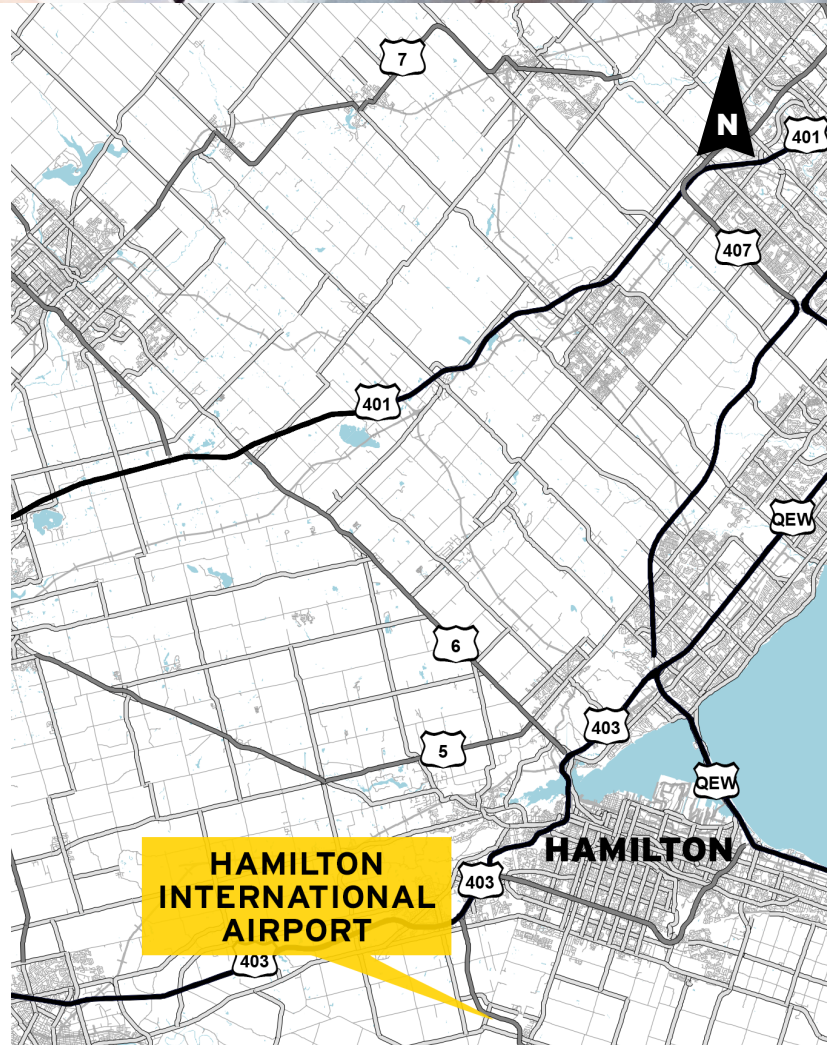 7
N
401
407
401
QEW
6
403
5
QEW
HAMILTON
HAMILTON
INTERNATIONAL
AIRPORT
403
403